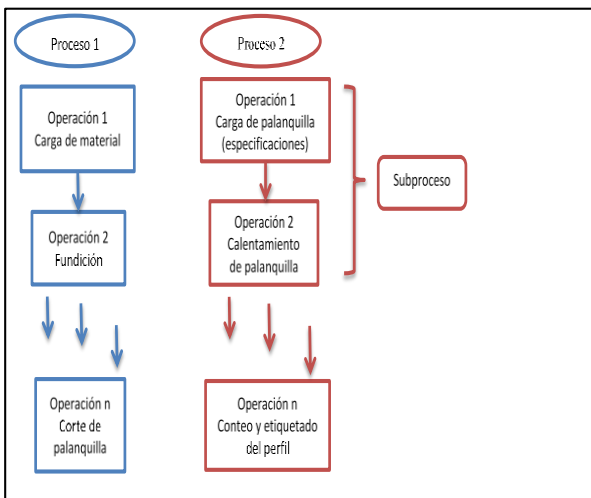 Proceso 1
Operación 1
Carga de material
Operación 2
Fundición
Operación n
Corte de
palanquilla
Proceso 2
Operación 1
Carga de palanquilla
(especificaciones)
Operación 2
Calentamiento
de palanquilla
Operación n
Conteo y etiquetado
del perfil
Subproceso